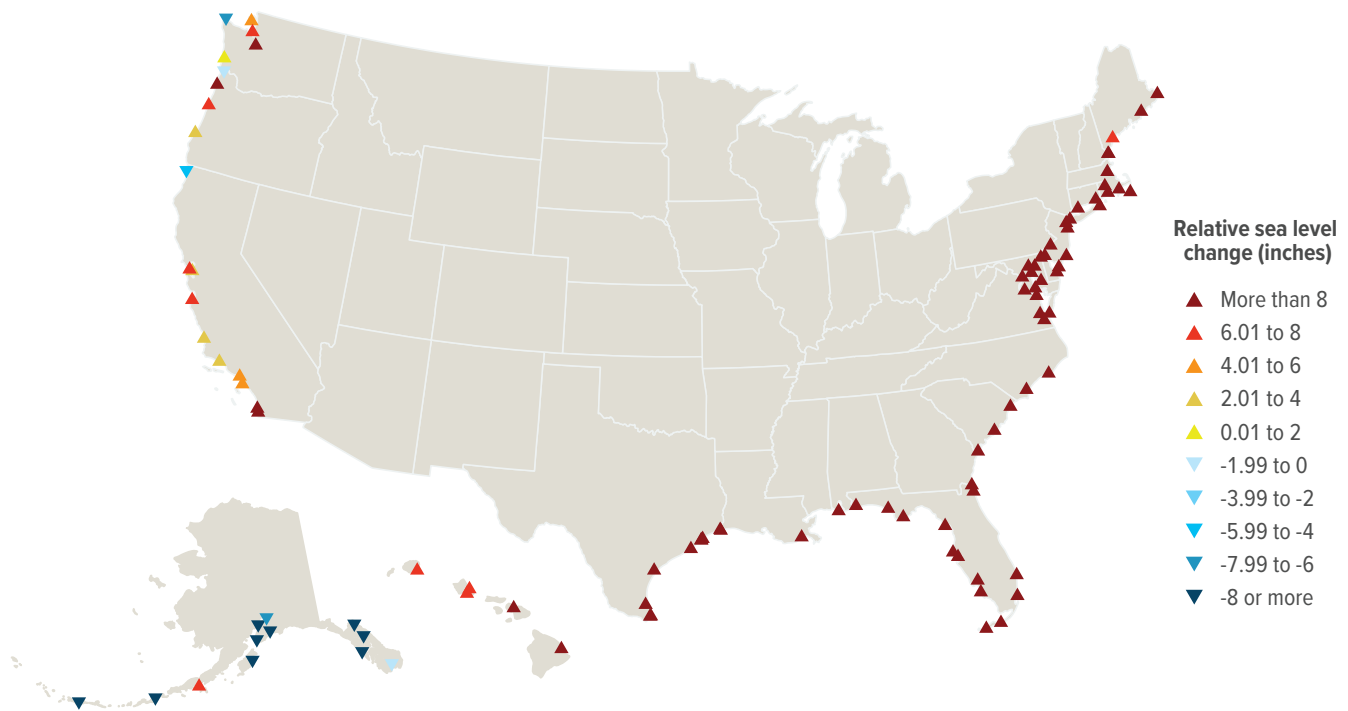 Relative sea level
change (inches)
More than 8
6.01 to 8
4.01 to 6
2.01 to 4
0.01 to 2
-1.99 to 0
-3.99 to -2
-5.99 to -4
-7.99 to -6
-8 or more